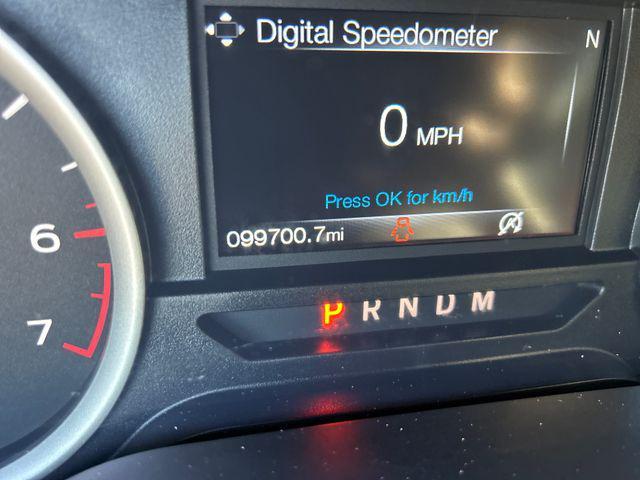 Digital Speedometer N
0 MPH
Press OK for km/h
099700.7mi
6
7
P R N D M